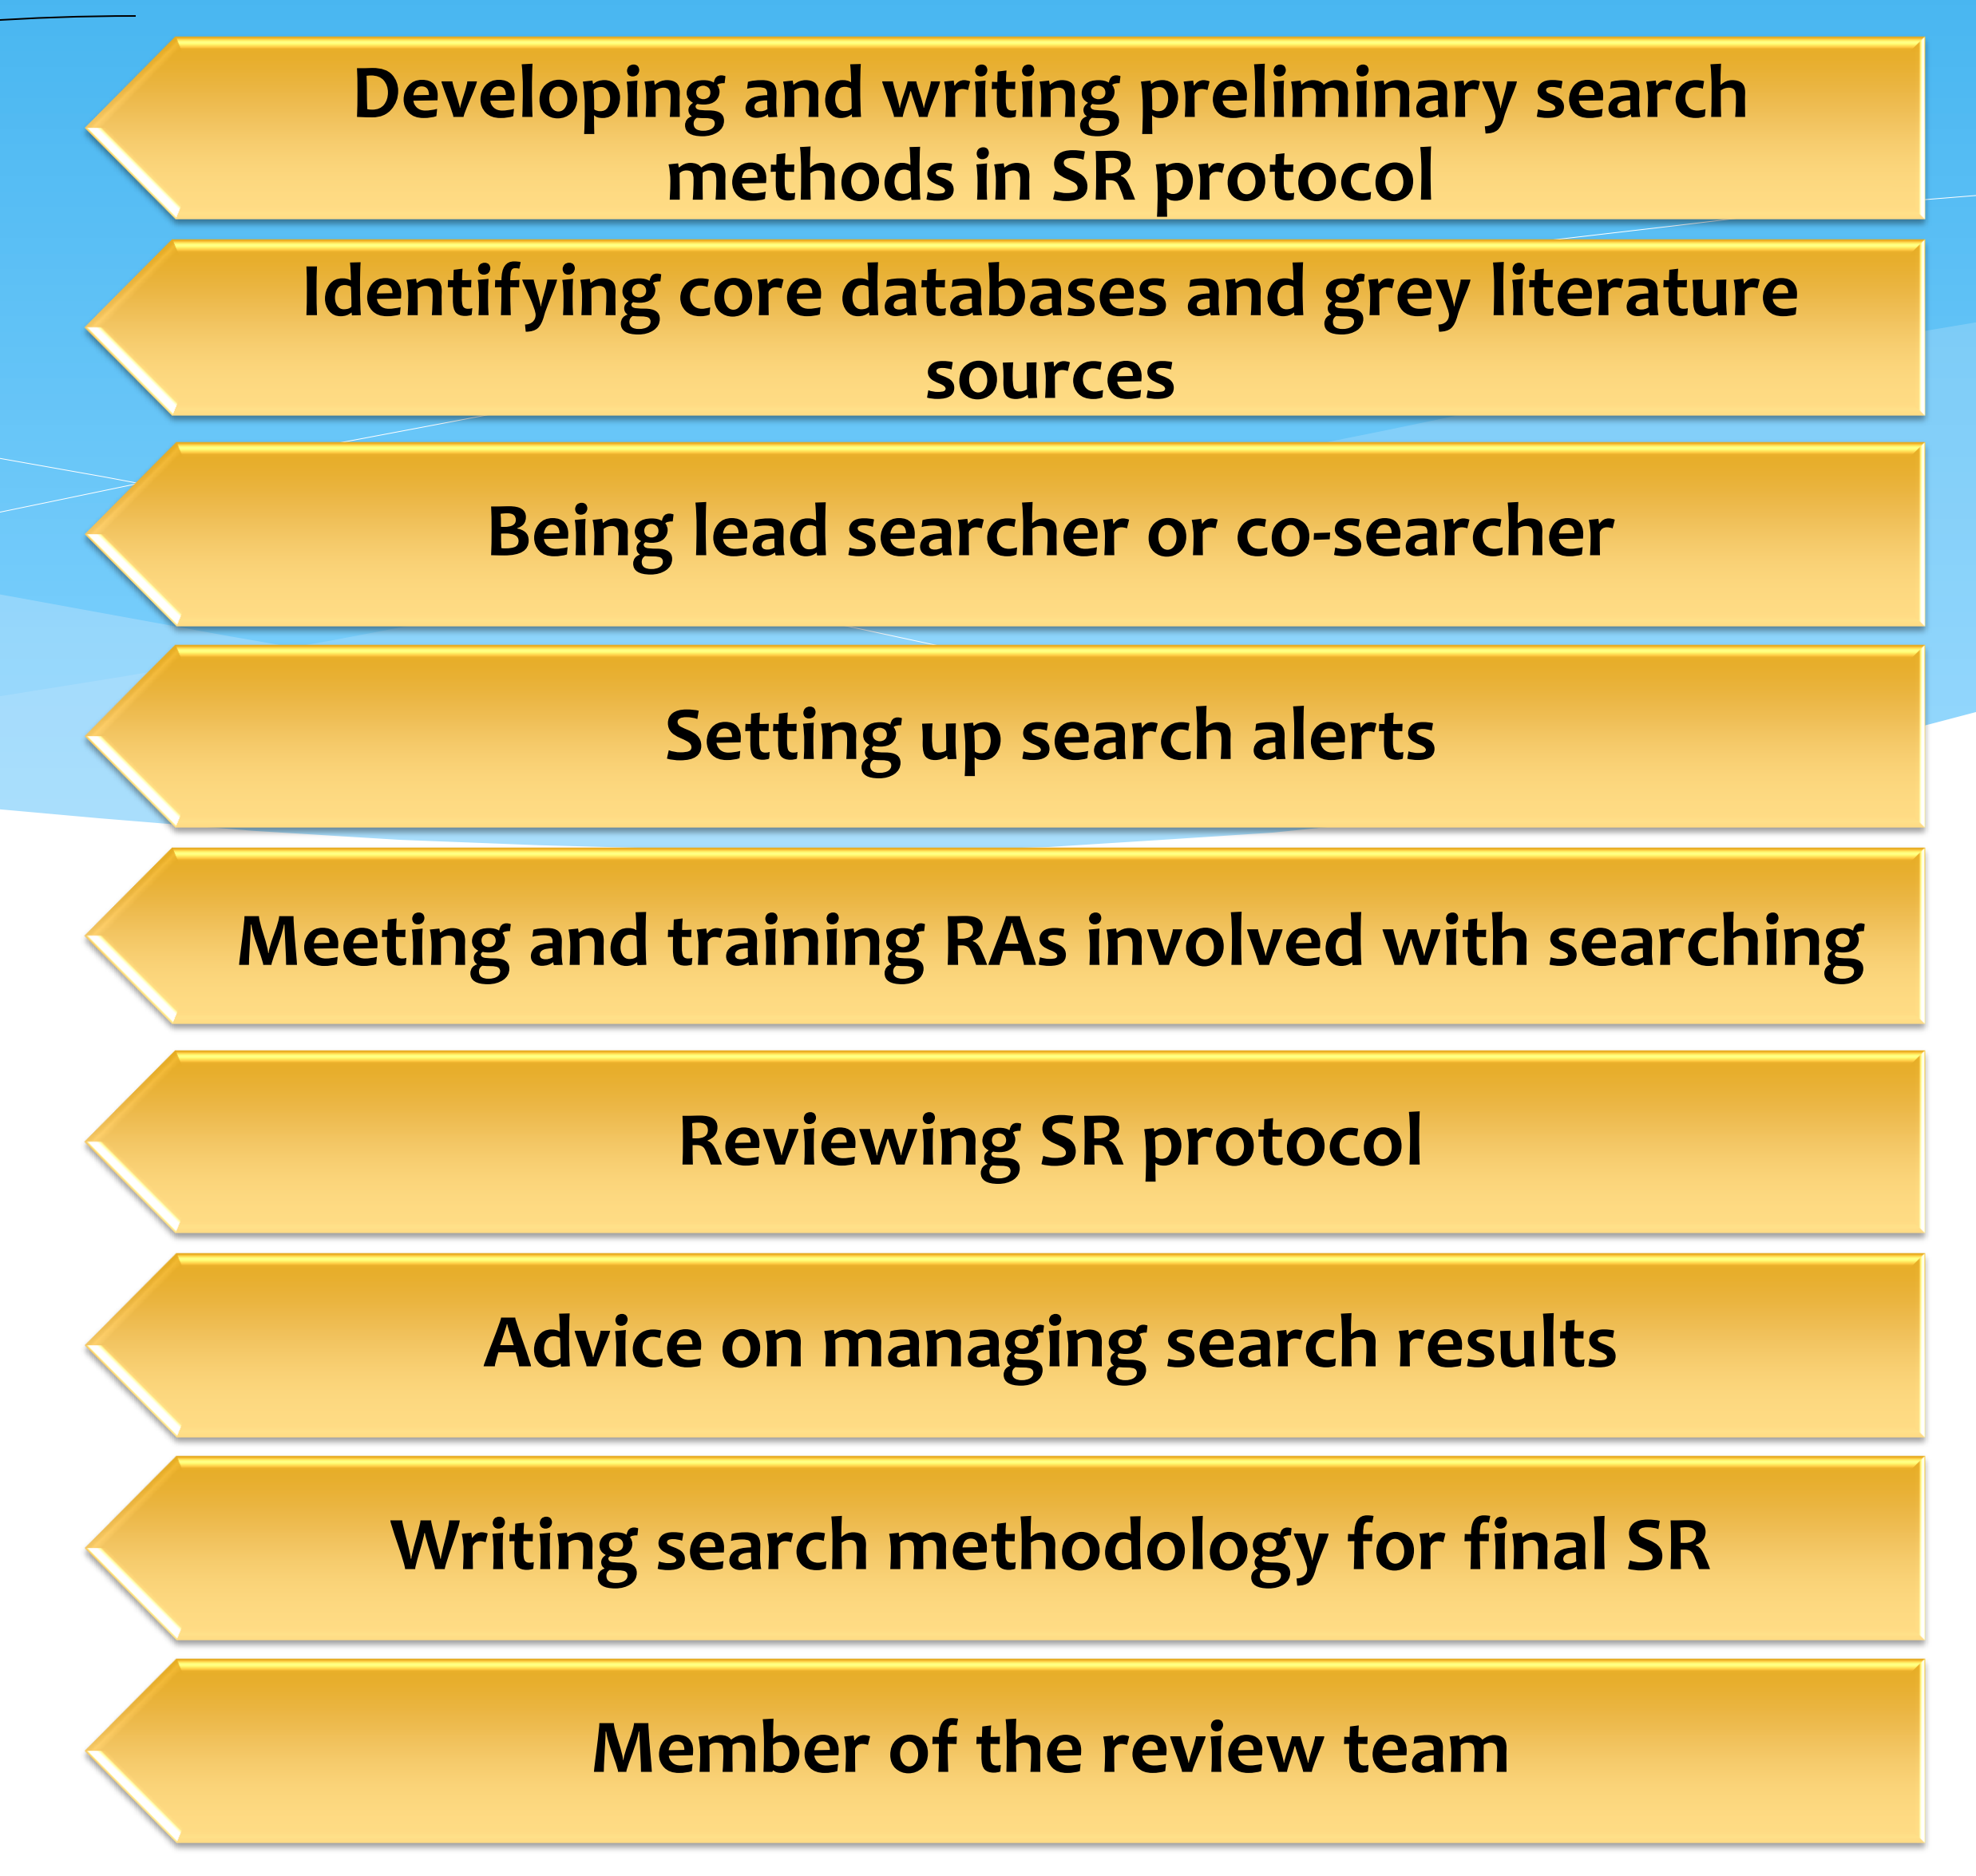 Developing and writing preliminary search
methods in SR protocol
Identifying core databases and grey literature
sources
Being lead searcher or co-searcher
Setting up search alerts
Meeting and training RAs involved with searching
Reviewing SR protocol
Advice on managing search results
Writing search methodology for final SR
Member of the review team